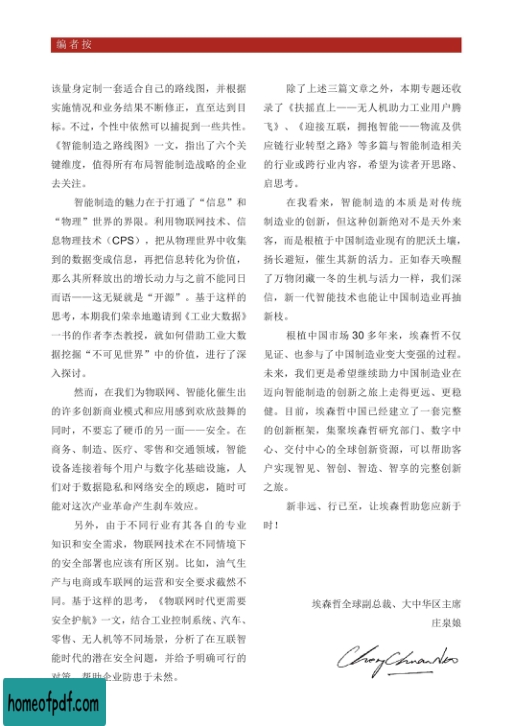 编者按
该量身定制一套适合自己的路线图，并根据
实施情况和业务结果不断修正，直至达到目
标。不过，个性中依然可以捕捉到一些共性。
《智能制造之路线图》一文，指出了六个关
键维度，值得所有布局智能制造战略的企业
去关注。
智能制造的魅力在于打通了“信息”和
“物理”世界的界限。利用物联网技术、信
息物理技术（CPS），把从物理世界中收集
到的数据变成信息，再把信息转化为价值，
那么其所释放出的增长动力与之前不能同日
而语——这无疑就是“开源”。基于这样的
思考，本期我们荣幸地邀请到《工业大数据》
一书的作者李杰教授，就如何借助工业大数
据挖掘“不可见世界”中的价值，进行了深
入探讨。
然而，在我们为物联网、智能化催生出
的许多创新商业模式和应用感到欢欣鼓舞的
同时，不要忘了硬币的另一面——安全。在
商务、制造、医疗、零售和交通领域，智能
设备连接着每个用户与数字化基础设施，人
们对于数据隐私和网络安全的顾虑，随时可
能对这次产业革命产生刹车效应。
另外，由于不同行业有其各自的专业
知识和安全需求，物联网技术在不同情境下
的安全部署也应该有所区别。比如，油气生
产与电商或车联网的运营和安全要求截然不
同。基于这样的思考，《物联网时代更需要
安全护航》一文，结合工业控制系统、汽车、
零售、无人机等不同场景，分析了在互联智
能时代的潜在安全问题，并给予明确可行的
对策，帮助企业防患于未然。
除了上述三篇文章之外，本期专题还收
录了《扶摇直上——无人机助力工业用户腾
飞》、《迎接互联，拥抱智能——物流及供
应链行业转型之路》等多篇与智能制造相关
的行业或跨行业内容，希望为读者开思路、
启思考。
在我看来，智能制造的本质是对传统
制造业的创新，但这种创新绝对不是天外来
客，而是根植于中国制造业现有的肥沃土壤，
扬长避短，催生其新的活力。正如春天唤醒
了万物闭藏一冬的生机与活力一样，我们深
信，新一代智能技术也能让中国制造业再抽
新枝。
根植中国市场 30 多年来，埃森哲不仅
见证、也参与了中国制造业变大变强的过程。
未来，我们更是希望继续助力中国制造业在
迈向智能制造的创新之旅上走得更远、更稳
健。目前，埃森哲中国已经建立了一套完整
的创新框架，集聚埃森哲研究部门、数字中
心、交付中心的全球创新资源，可以帮助客
户实现智见、智创、智造、智享的完整创新
之旅。
新非远、行已至，让埃森哲助您应新于
时！
埃森哲全球副总裁、大中华区主席
庄泉娘
homeofpdf.com